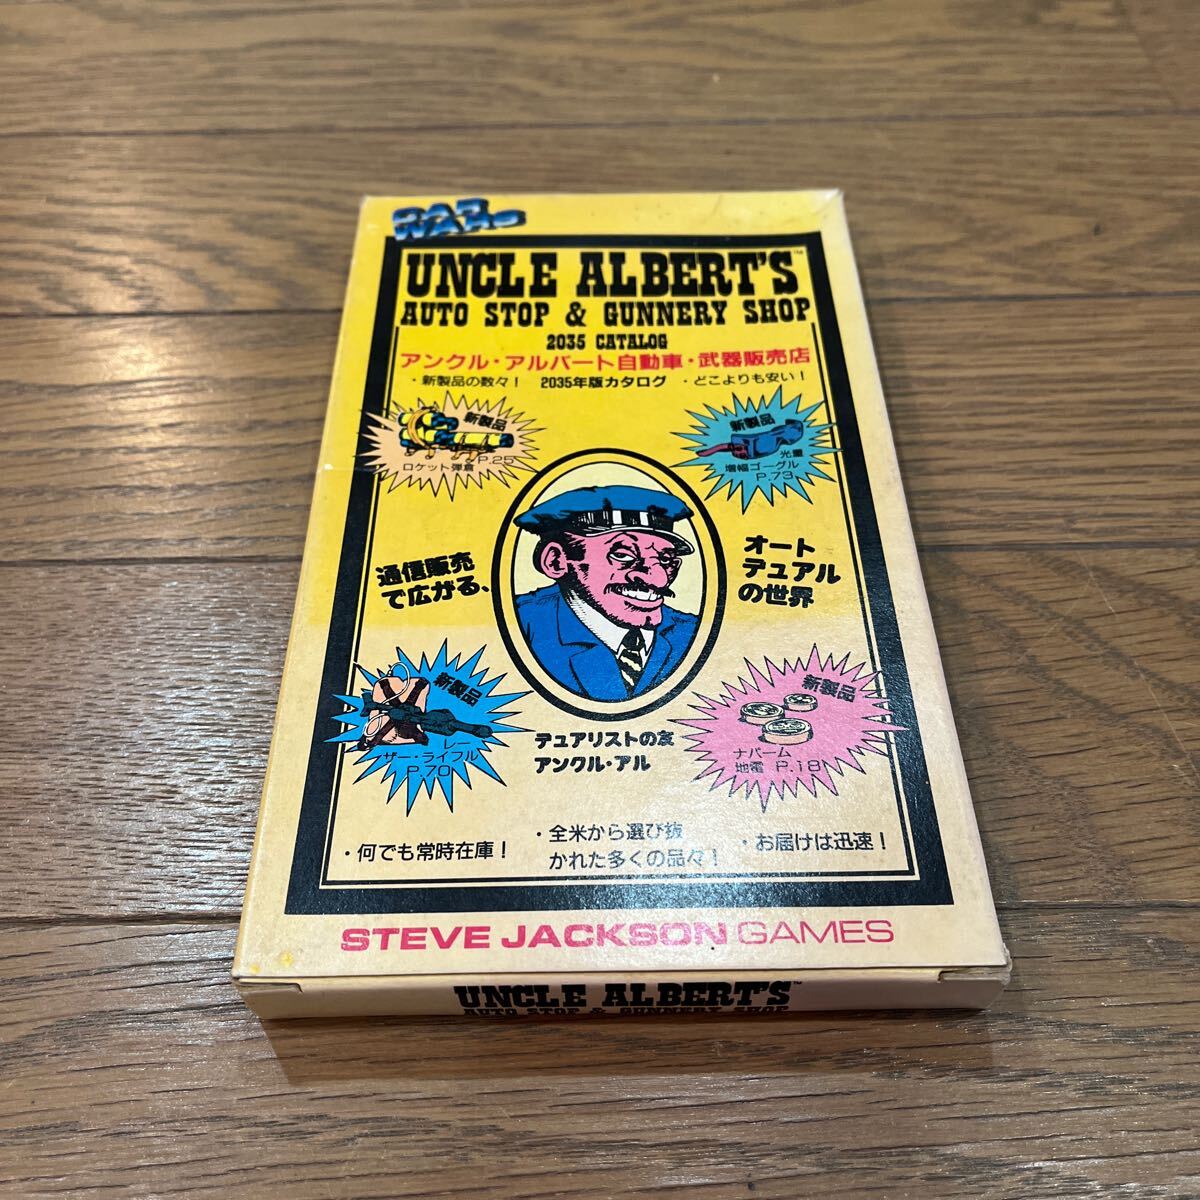 CAR
WARS
UNCLE ALBERT'S™
AUTO STOP & GUNNERY SHOP
2035 CATALOG
アンクル・アルバート自動車・武器販売店
・新製品の数々！ 2035年版カタログ ・どこよりも安い！
新製品
ロケット弾倉 P.25
新製品
光量
増幅ゴーグル
P.73
通信販売
で広がる、
オート
デュアル
の世界
新製品
レー
ザー・ライフル
P.70
新製品
ナパーム
地雷 P.18
デュアリストの友
アンクル・アル
・何でも常時在庫！
・全米から選び抜
かれた多くの品々！
・お届けは迅速！
STEVE JACKSON GAMES
UNCLE ALBERT'S™
AUTO STOP & GUNNERY SHOP